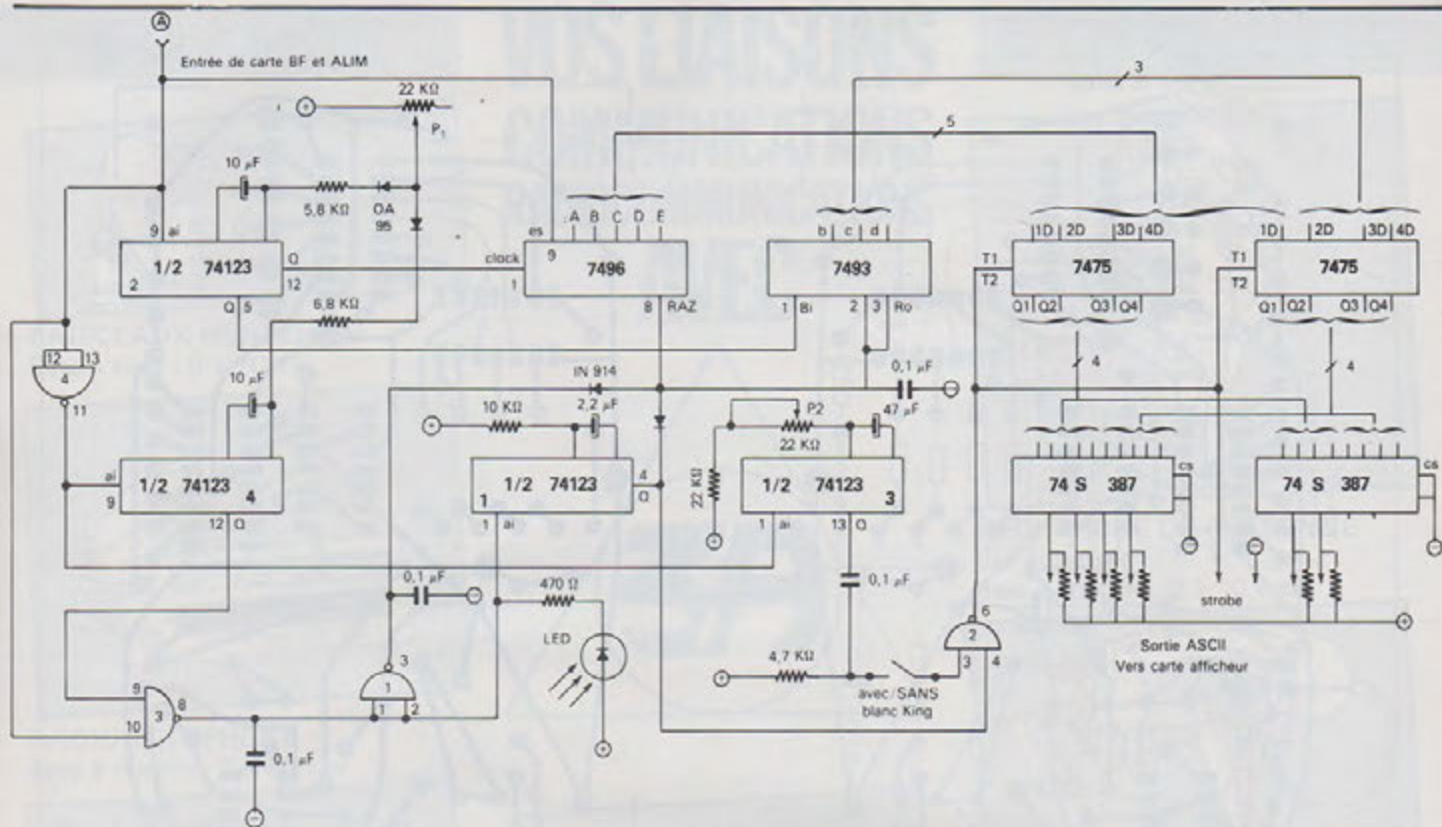 A
Entrée de carte BF et ALIM
22 KΩ
P1
3
5
10 µF
5,8 KΩ
OA
95
9 ai
1/2 74123
2
Q
12
Q 5
6,8 KΩ
es
9
A B C D E
clock
1
7496
8 RAZ
b c d
7493
1 Bi
2 3 Ro
1D 2D 3D 4D
T1
T2
7475
Q1 Q2 Q3 Q4
1D 2D 3D 4D
T1
T2
7475
Q1 Q2 Q3 Q4
4
4
12 13
4
11
10 µF
IN 914
2,2 µF
10 KΩ
0,1 µF
47 µF
P2
22 KΩ
22 KΩ
ai
9
1/2 74123
4
12 Q
1/2 74123
1
4
Q
1 ai
1/2 74123
3
1 ai
13 Q
74 S 387
cs
74 S 387
cs
0,1 µF
470 Ω
LED
0,1 µF
4,7 KΩ
avec/SANS
blanc King
6
2
3 4
strobe
Sortie ASCII
Vers carte afficheur
9
10
3
8
3
1
1 2
0,1 µF